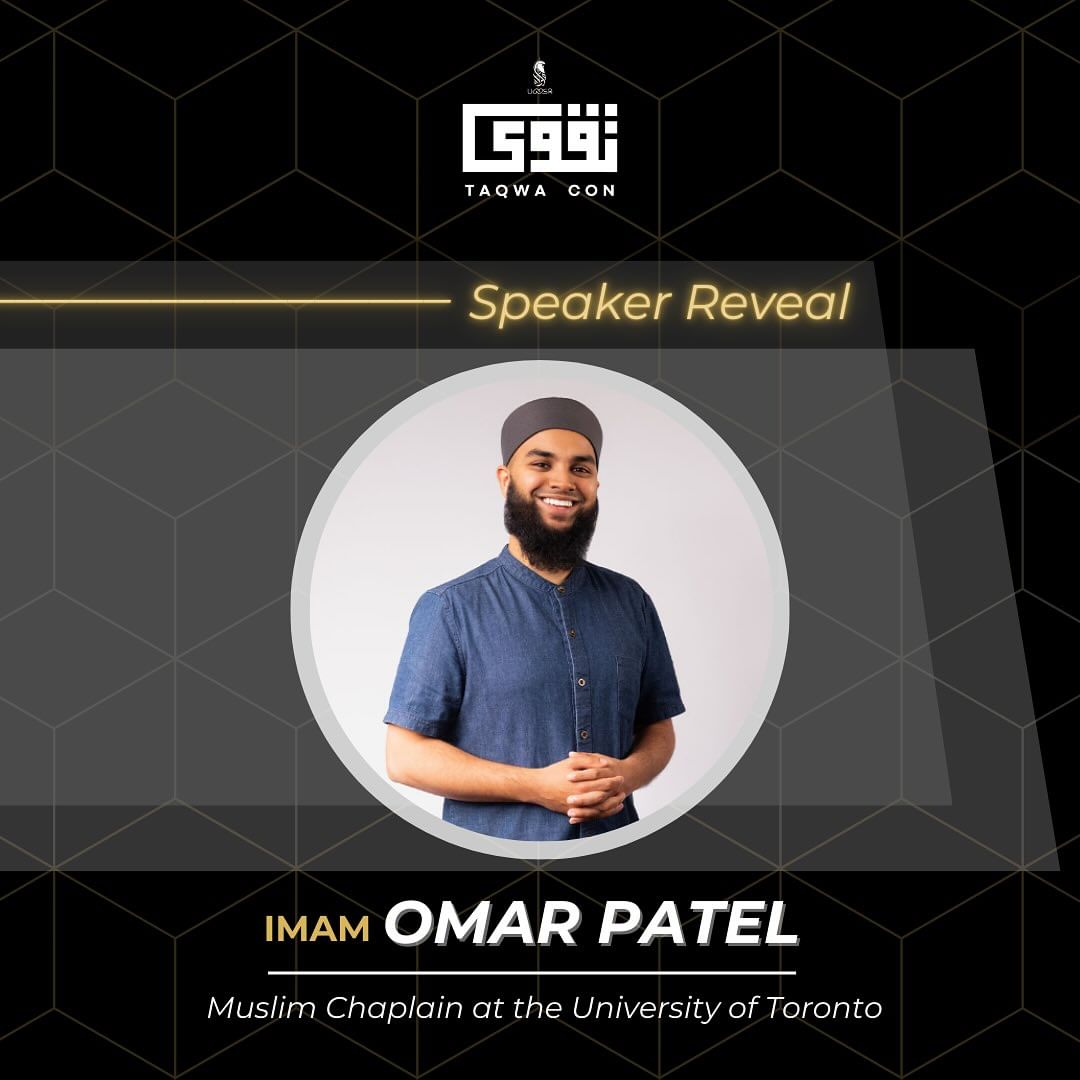 تقوى
TAQWA CON
Speaker Reveal
IMAM OMAR PATEL
Muslim Chaplain at the University of Toronto